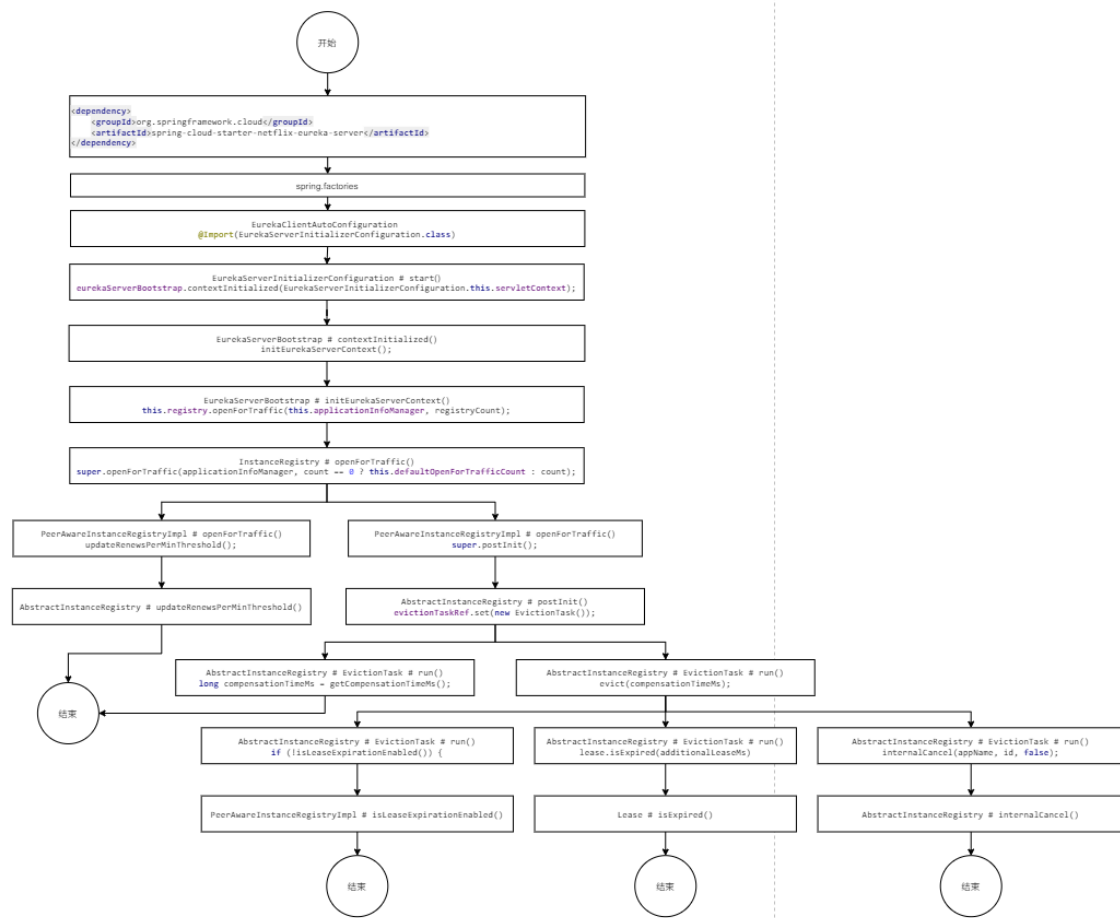 开始
<dependency>
<groupId>org.springframework.cloud</groupId>
<artifactId>spring-cloud-starter-netflix-eureka-server</artifactId>
</dependency>
spring.factories
EurekaClientAutoConfiguration
@Import(EurekaServerInitializerConfiguration.class)
EurekaServerInitializerConfiguration # start()
eurekaServerBootstrap.contextInitialized(EurekaServerInitializerConfiguration.this.servletContext);
EurekaServerBootstrap # contextInitialized()
initEurekaServerContext();
EurekaServerBootstrap # initEurekaServerContext()
this.registry.openForTraffic(this.applicationInfoManager, registryCount);
InstanceRegistry # openForTraffic()
super.openForTraffic(applicationInfoManager, count == 0 ? this.defaultOpenForTrafficCount : count);
PeerAwareInstanceRegistryImpl # openForTraffic()
updateRenewsPerMinThreshold();
PeerAwareInstanceRegistryImpl # openForTraffic()
super.postInit();
AbstractInstanceRegistry # updateRenewsPerMinThreshold()
AbstractInstanceRegistry # postInit()
evictionTaskRef.set(new EvictionTask());
AbstractInstanceRegistry # EvictionTask # run()
long compensationTimeMs = getCompensationTimeMs();
AbstractInstanceRegistry # EvictionTask # run()
evict(compensationTimeMs);
结束
AbstractInstanceRegistry # EvictionTask # run()
if (!isLeaseExpirationEnabled()) {
AbstractInstanceRegistry # EvictionTask # run()
lease.isExpired(additionalLeaseMs)
AbstractInstanceRegistry # EvictionTask # run()
internalCancel(appName, id, false);
PeerAwareInstanceRegistryImpl # isLeaseExpirationEnabled()
Lease # isExpired()
AbstractInstanceRegistry # internalCancel()
结束
结束
结束